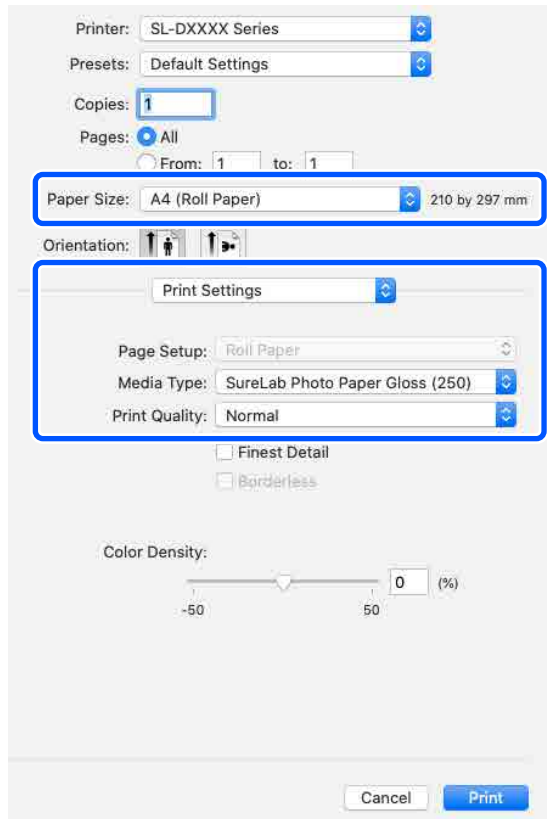 Printer: SL-DXXXX Series
Presets: Default Settings
Copies: 1
Pages: All
From: 1 to: 1
Paper Size: A4 (Roll Paper) 210 by 297 mm
Orientation:
Print Settings
Page Setup: Roll Paper
Media Type: SureLab Photo Paper Gloss (250)
Print Quality: Normal
Finest Detail
Borderless
Color Density:
0 (%)
-50 50
Cancel Print